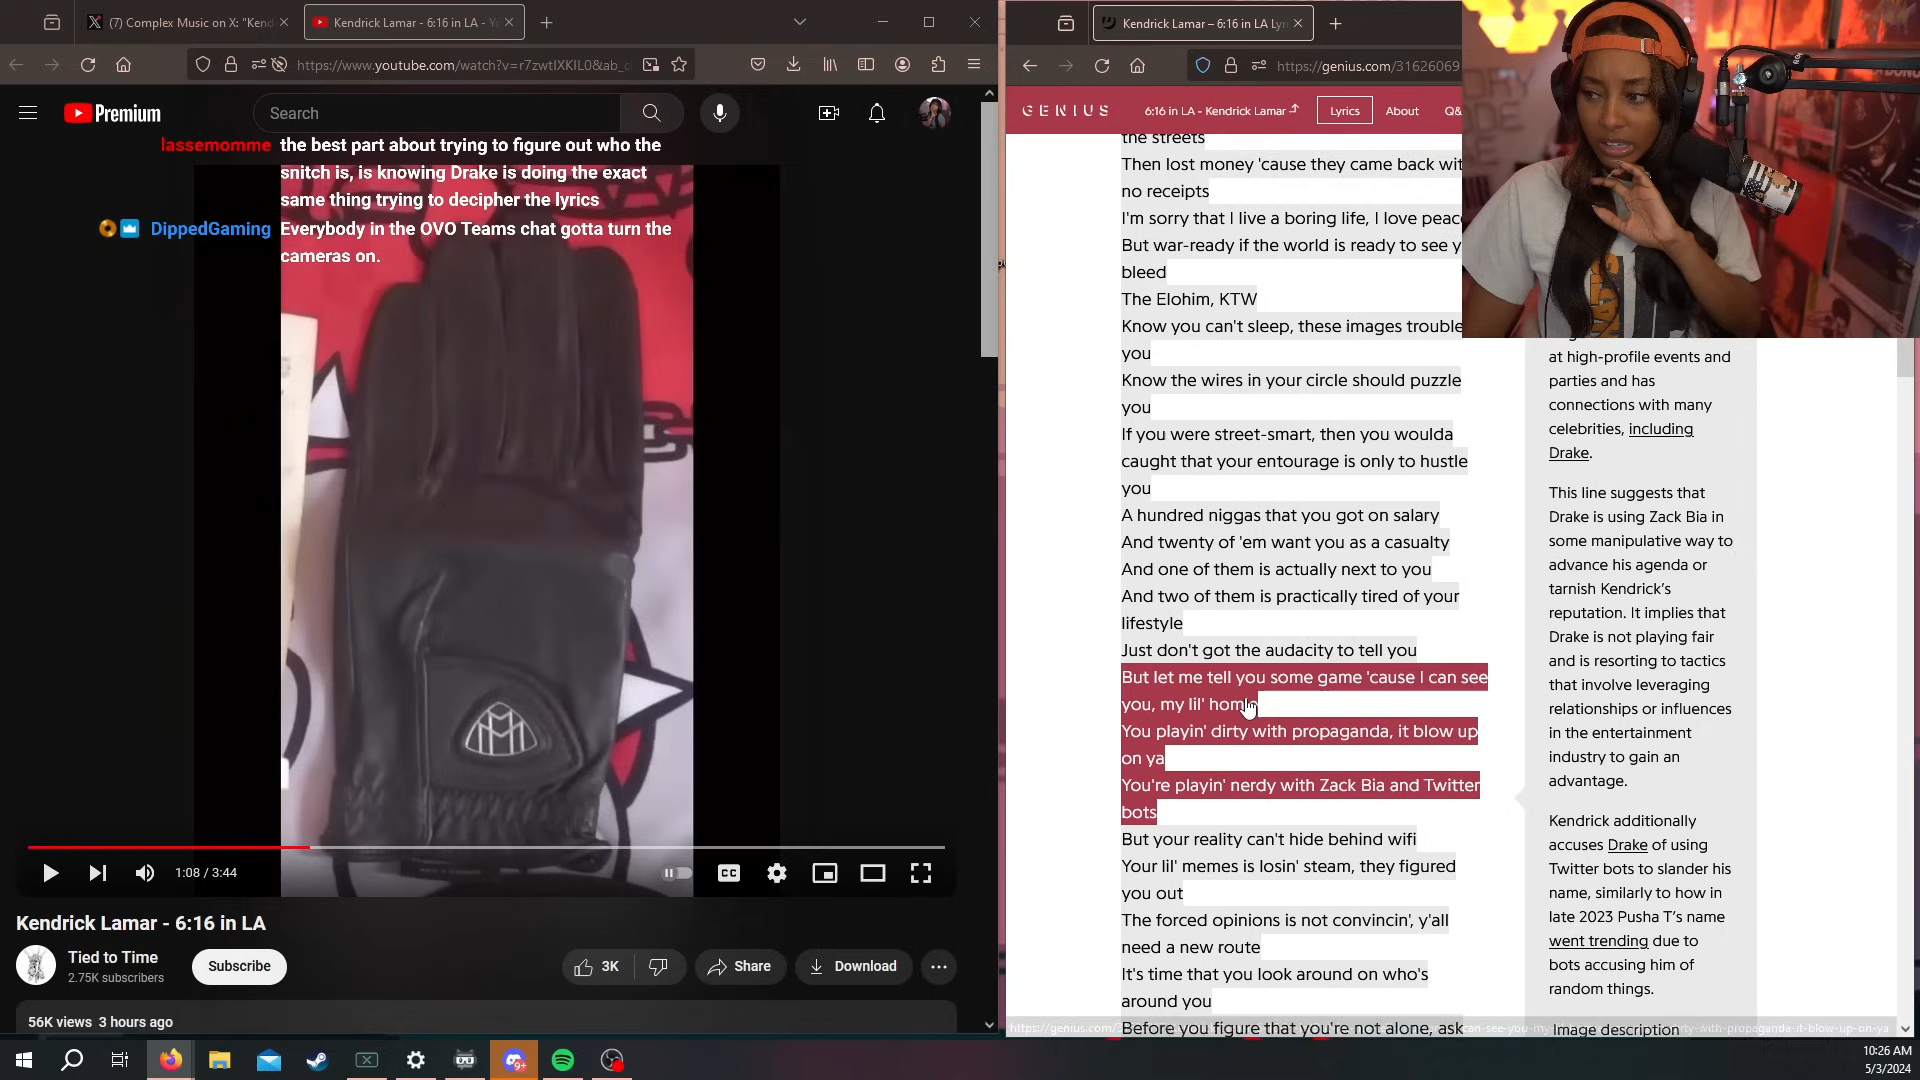 (7) Complex Music on X: "Kend
Kendrick Lamar - 6:16 in LA - Y
Kendrick Lamar – 6:16 in LA Lyr
https://www.youtube.com/watch?v=r7zwtIXKIL0&ab_c
https://genius.com/31626069
Premium
Search
GENIUS
6:16 in LA - Kendrick Lamar
Lyrics
About
Q&
lassemomme the best part about trying to figure out who the
snitch is, is knowing Drake is doing the exact
same thing trying to decipher the lyrics
DippedGaming Everybody in the OVO Teams chat gotta turn the
cameras on.
1:08 / 3:44
CC
Kendrick Lamar - 6:16 in LA
Tied to Time
2.75K subscribers
Subscribe
3K
Share
Download
56K views 3 hours ago
the streets
Then lost money 'cause they came back wit
no receipts
I'm sorry that I live a boring life, I love peac
But war-ready if the world is ready to see y
bleed
The Elohim, KTW
Know you can't sleep, these images trouble
you
Know the wires in your circle should puzzle
you
If you were street-smart, then you woulda
caught that your entourage is only to hustle
you
A hundred niggas that you got on salary
And twenty of 'em want you as a casualty
And one of them is actually next to you
And two of them is practically tired of your
lifestyle
Just don't got the audacity to tell you
But let me tell you some game 'cause I can see
you, my lil' homie
You playin' dirty with propaganda, it blow up
on ya
You're playin' nerdy with Zack Bia and Twitter
bots
But your reality can't hide behind wifi
Your lil' memes is losin' steam, they figured
you out
The forced opinions is not convincin', y'all
need a new route
It's time that you look around on who's
around you
Before you figure that you're not alone, ask
at high-profile events and
parties and has
connections with many
celebrities, including
Drake.
This line suggests that
Drake is using Zack Bia in
some manipulative way to
advance his agenda or
tarnish Kendrick's
reputation. It implies that
Drake is not playing fair
and is resorting to tactics
that involve leveraging
relationships or influences
in the entertainment
industry to gain an
advantage.
Kendrick additionally
accuses Drake of using
Twitter bots to slander his
name, similarly to how in
late 2023 Pusha T's name
went trending due to
bots accusing him of
random things.
Image description
9+
10:26 AM
5/3/2024